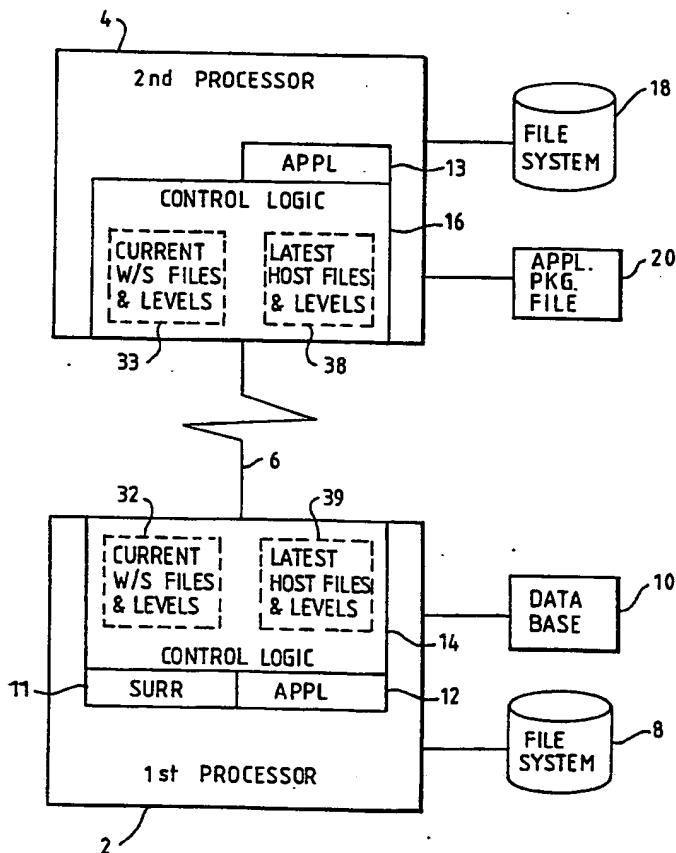 4
2nd PROCESSOR
18
FILE
SYSTEM
APPL
13
CONTROL LOGIC
16
CURRENT
W/S FILES
& LEVELS
LATEST
HOST FILES
& LEVELS
APPL.
PKG.
FILE
20
33
38
6
32
39
CURRENT
W/S FILES
& LEVELS
LATEST
HOST FILES
& LEVELS
DATA
BASE
10
CONTROL LOGIC
14
11
SURR
APPL
12
FILE
SYSTEM
8
1st PROCESSOR
2